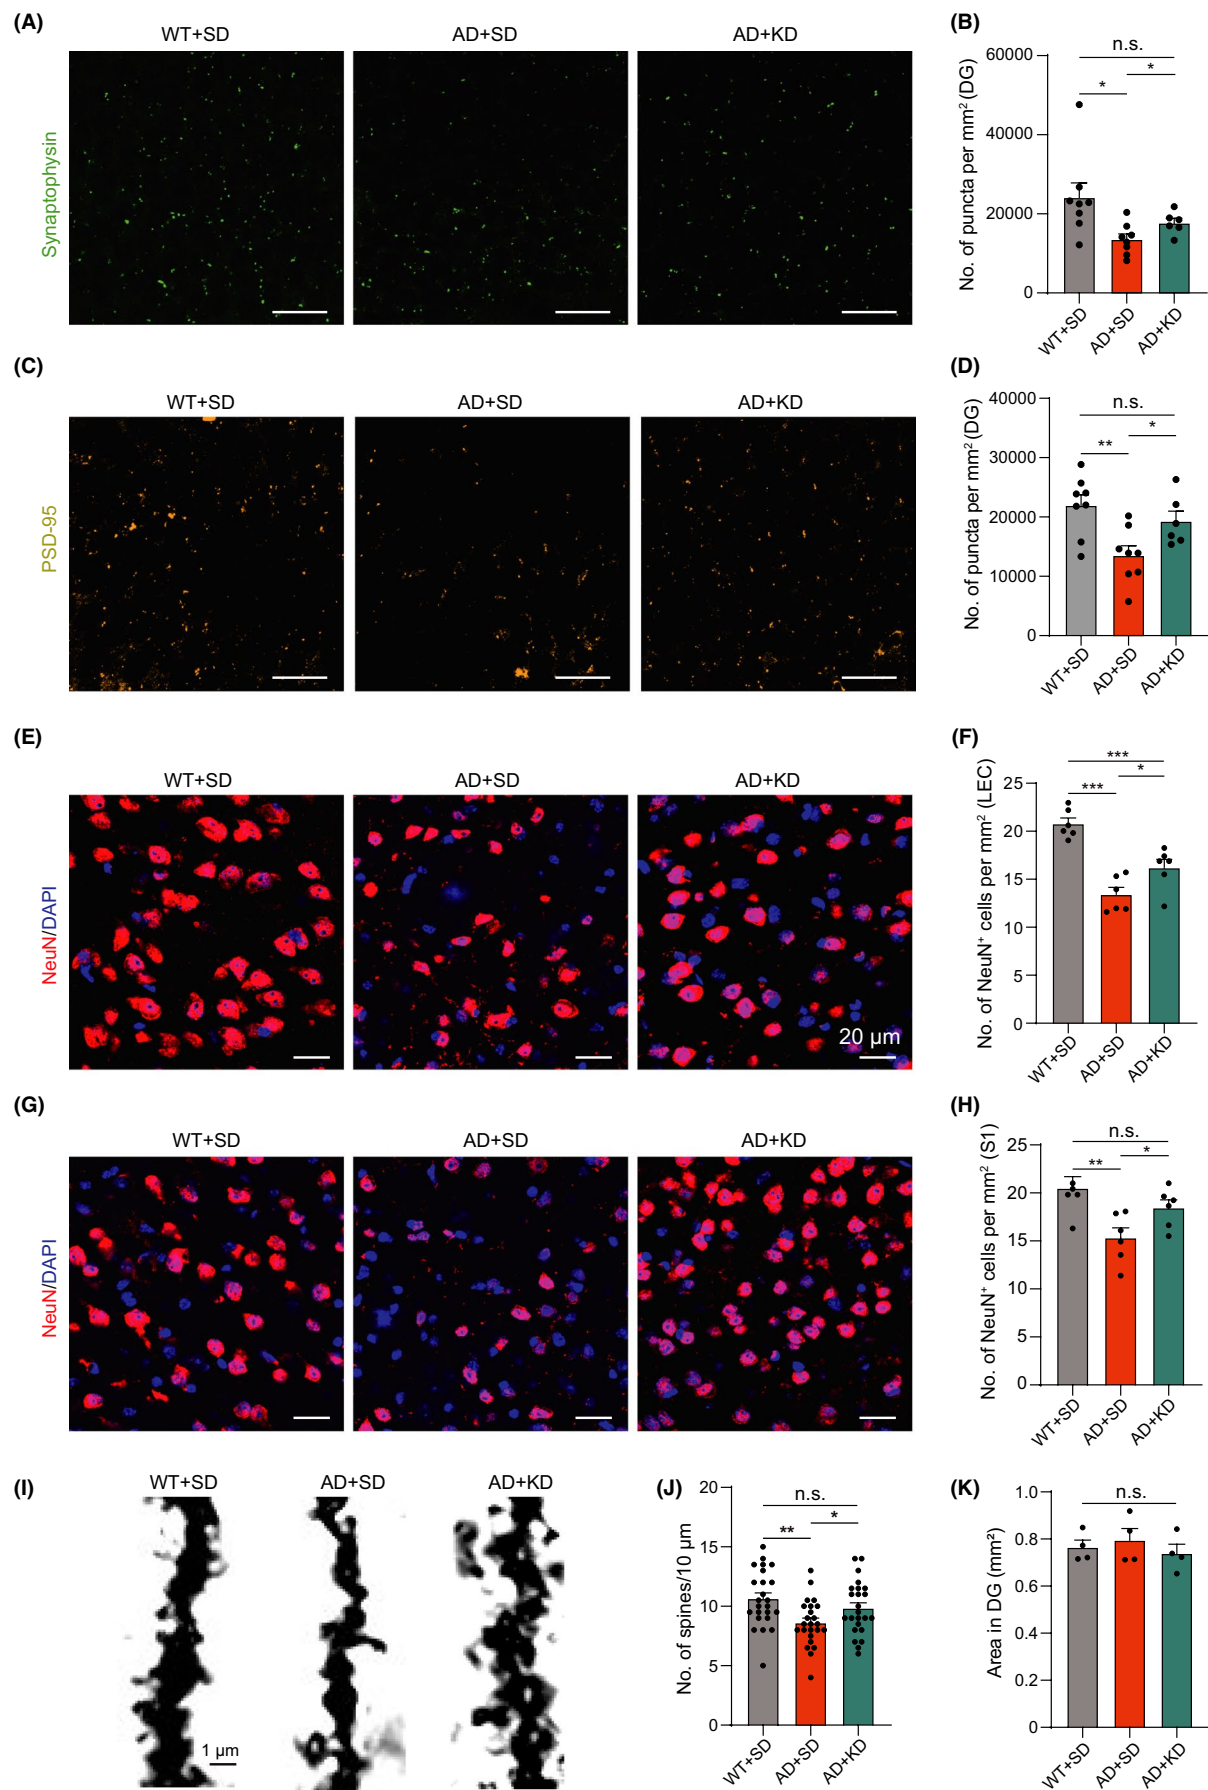 (A)
WT+SD
AD+SD
AD+KD
Synaptophysin
(B)
No. of puncta per mm² (DG)
60000
40000
20000
0
n.s.
*
*
WT+SD
AD+SD
AD+KD
(C)
WT+SD
AD+SD
AD+KD
PSD-95
(D)
No. of puncta per mm² (DG)
40000
30000
20000
10000
0
n.s.
*
**
WT+SD
AD+SD
AD+KD
(E)
WT+SD
AD+SD
AD+KD
NeuN/DAPI
20 µm
(F)
No. of NeuN⁺ cells per mm² (LEC)
25
20
15
10
5
0
***
*
***
WT+SD
AD+SD
AD+KD
(G)
WT+SD
AD+SD
AD+KD
NeuN/DAPI
(H)
No. of NeuN⁺ cells per mm² (S1)
25
20
15
10
5
0
n.s.
*
**
WT+SD
AD+SD
AD+KD
(I)
WT+SD
AD+SD
AD+KD
1 µm
(J)
No. of spines/10 µm
20
15
10
5
0
n.s.
*
**
WT+SD
AD+SD
AD+KD
(K)
Area in DG (mm²)
1.0
0.8
0.6
0.4
0.2
0
n.s.
WT+SD
AD+SD
AD+KD